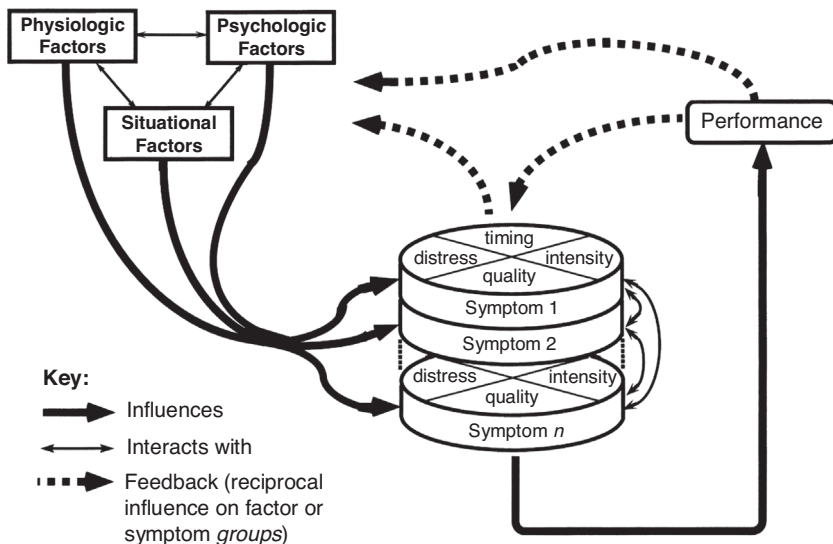 Physiologic
Factors
Psychologic
Factors
Situational
Factors
Performance
timing
distress
intensity
quality
Symptom 1
Symptom 2
distress
intensity
quality
Symptom n
Key:
Influences
Interacts with
Feedback (reciprocal
influence on factor or
symptom groups)